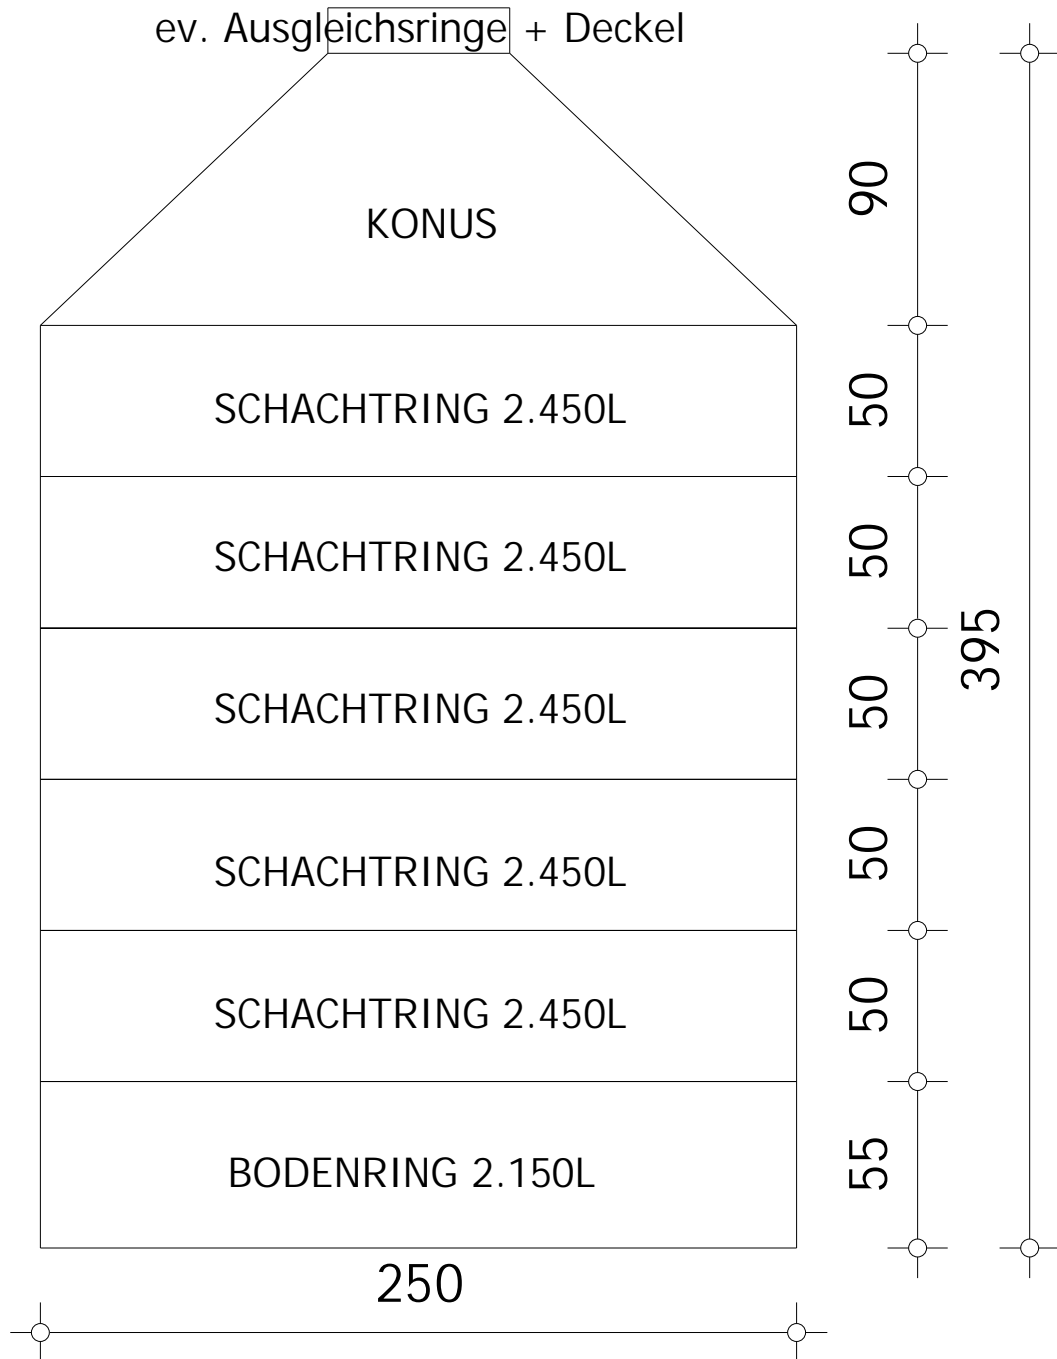 ev. Ausgleichsringe + Deckel
90
KONUS
50
SCHACHTRING 2.450L
50
SCHACHTRING 2.450L
395
50
SCHACHTRING 2.450L
50
SCHACHTRING 2.450L
50
SCHACHTRING 2.450L
55
BODENRING 2.150L
250